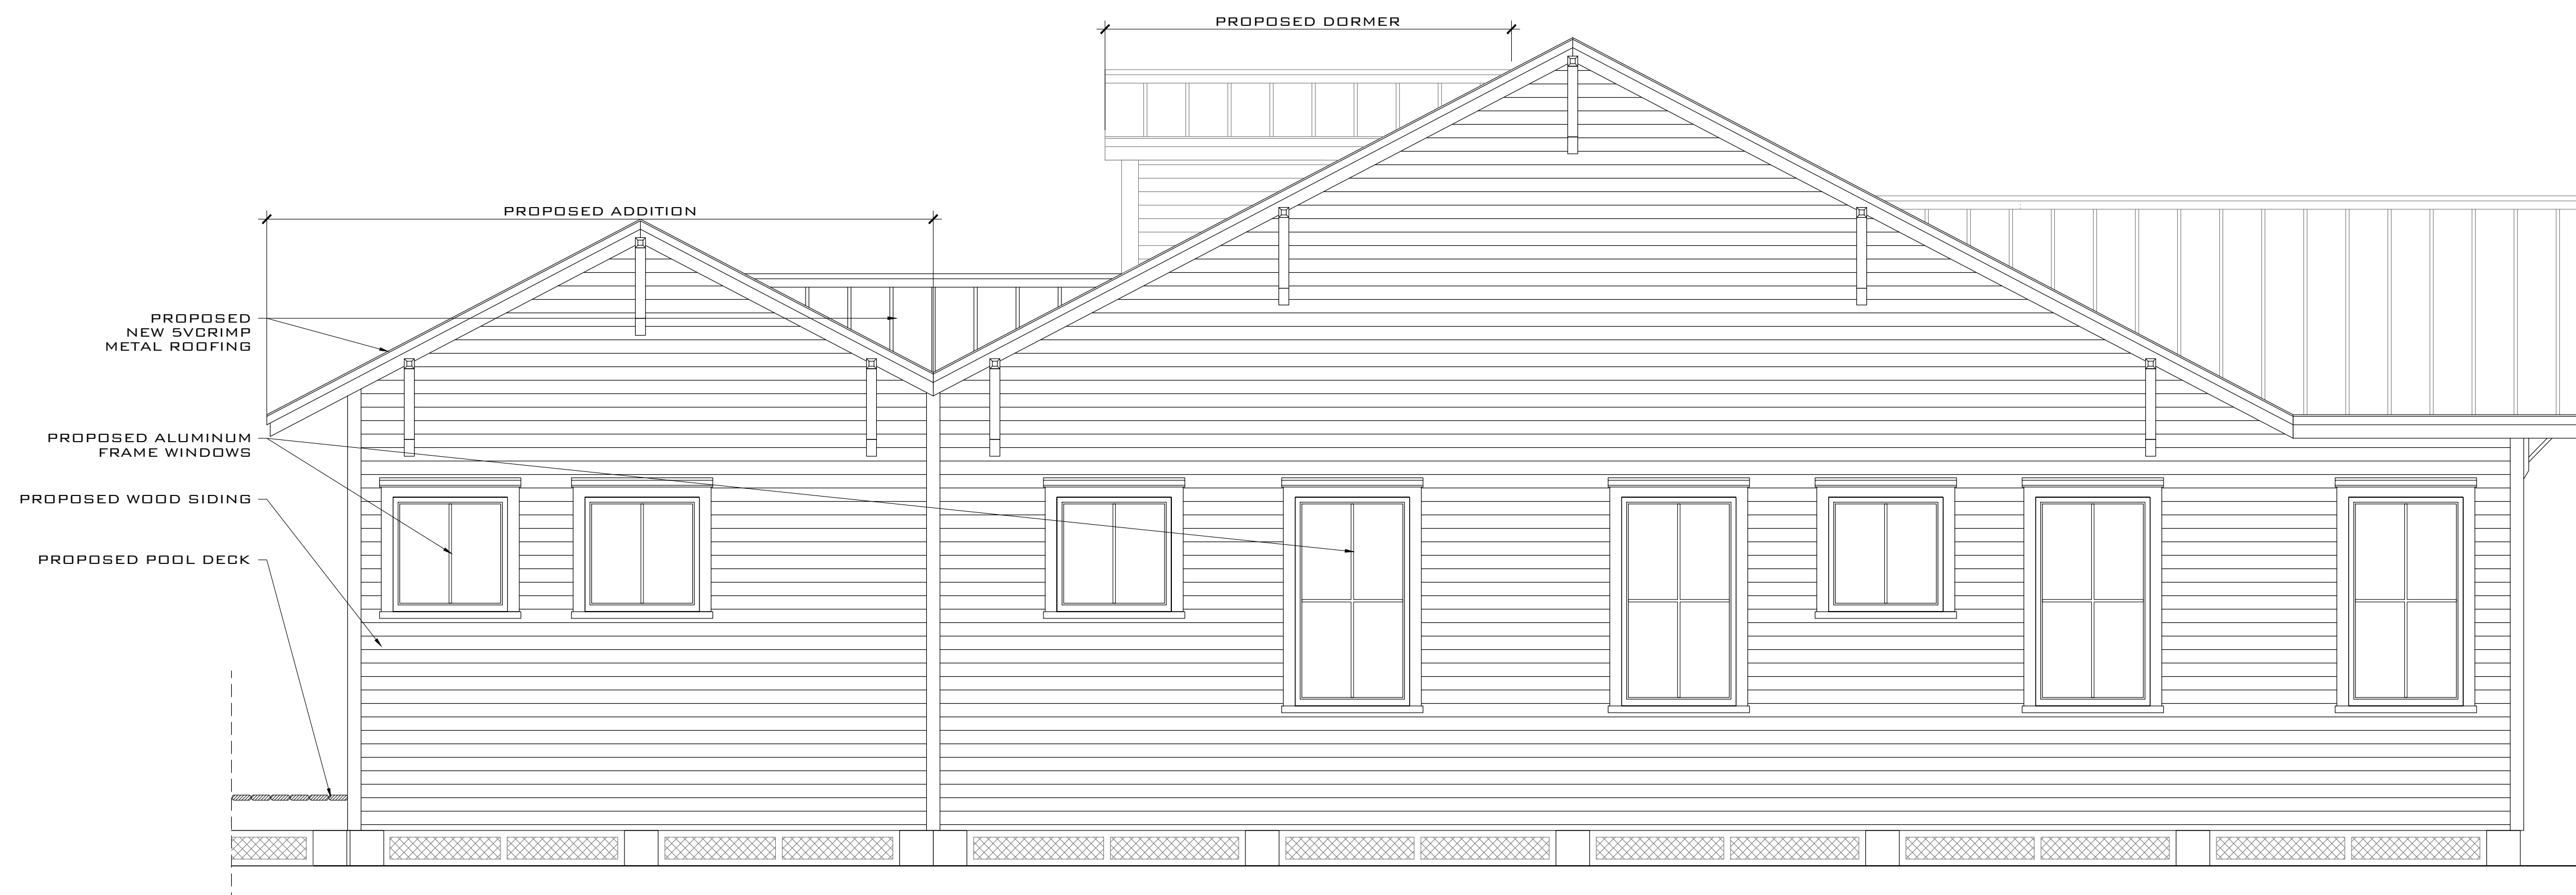 PROPOSED DORMER
PROPOSED ADDITION
PROPOSED
NEW 5VCRIMP
METAL ROOFING
PROPOSED ALUMINUM
FRAME WINDOWS
PROPOSED WOOD SIDING
PROPOSED POOL DECK